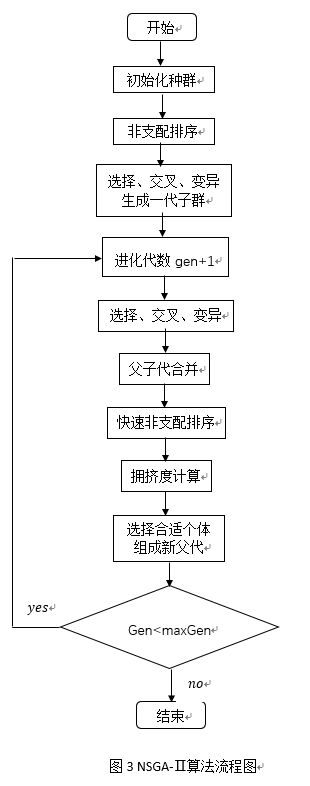 开始
初始化种群
非支配排序
选择、交叉、变异
生成一代子群
进化代数 gen+1
选择、交叉、变异
父子代合并
快速非支配排序
拥挤度计算
选择合适个体
组成新父代
Gen<maxGen
yes
no
结束
图 3 NSGA-Ⅱ算法流程图